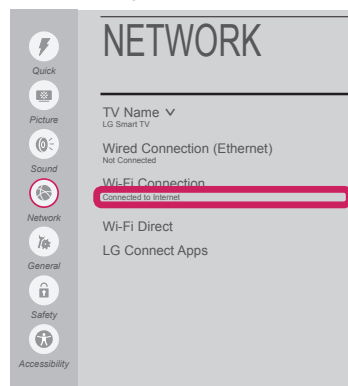 NETWORK
Quick
Picture
Sound
Network
General
Safety
Accessibility
TV Name
LG Smart TV
Wired Connection (Ethernet)
Not Connected
Wi-Fi Connection
Connected to Internet
Wi-Fi Direct
LG Connect Apps